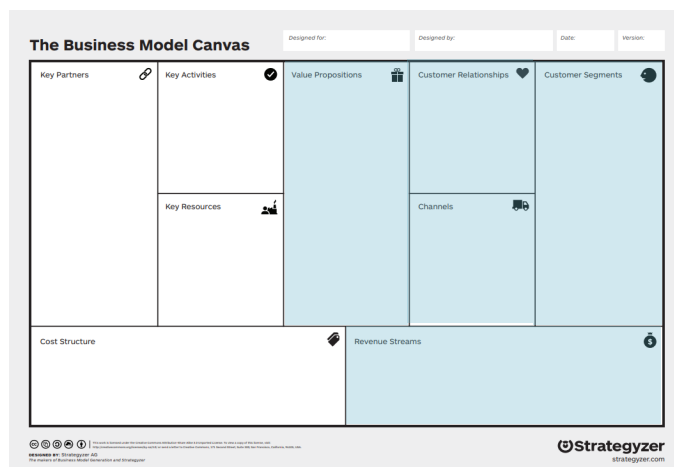 The Business Model Canvas
Designed for:
Designed by:
Date:
Version:
Key Partners
Key Activities
Value Propositions
Customer Relationships
Customer Segments
Key Resources
Channels
Cost Structure
Revenue Streams
$
cc
DESIGNED BY: Strategyzer AG
The makers of Business Model Generation and Strategyzer
Strategyzer
strategyzer.com